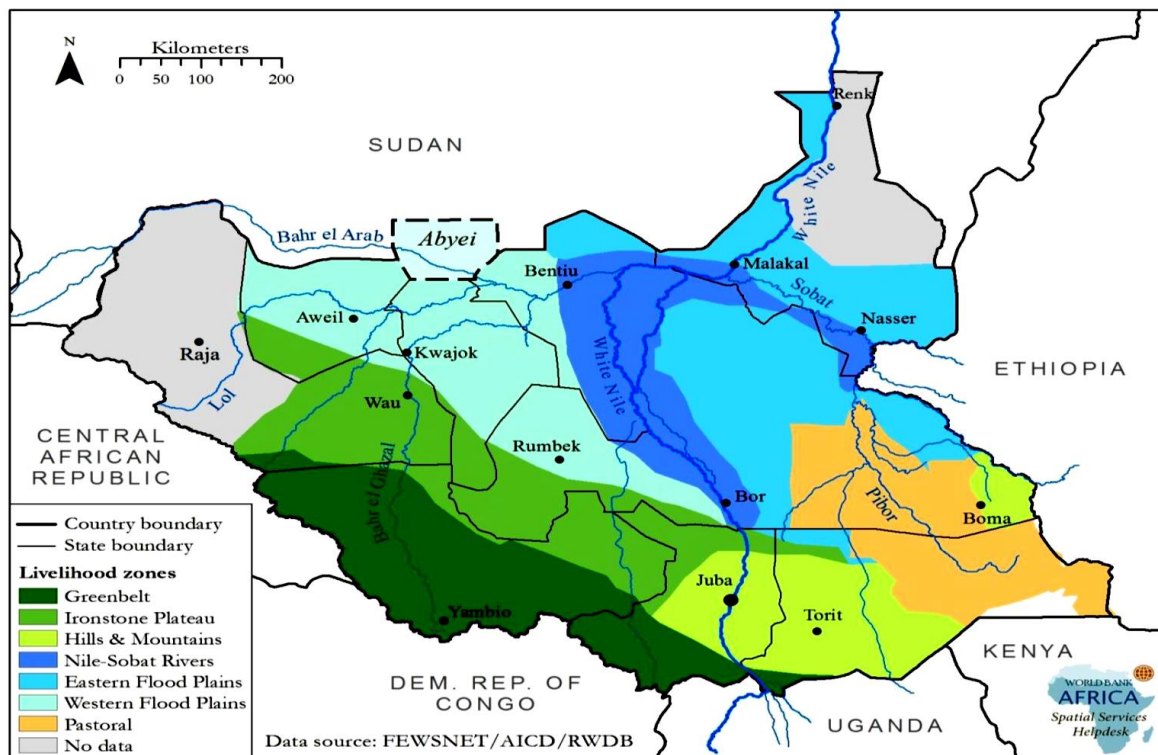 N
Kilometers
0 50 100 200
Renk
SUDAN
White Nile
Bahr el Arab
Abyei
Malakal
Bentiu
Sobat
Aweil
Nasser
Raja
Kwajok
White Nile
ETHIOPIA
Lol
Wau
CENTRAL
AFRICAN
REPUBLIC
Rumbek
Bahr el Ghazal
Bor
Pibor
Boma
Juba
Yambio
Torit
KENYA
DEM. REP. OF
CONGO
UGANDA
Country boundary
State boundary
Livelihood zones
Greenbelt
Ironstone Plateau
Hills & Mountains
Nile-Sobat Rivers
Eastern Flood Plains
Western Flood Plains
Pastoral
No data
Data source: FEWSNET/AICD/RWDB
WORLD BANK
AFRICA
Spatial Services
Helpdesk